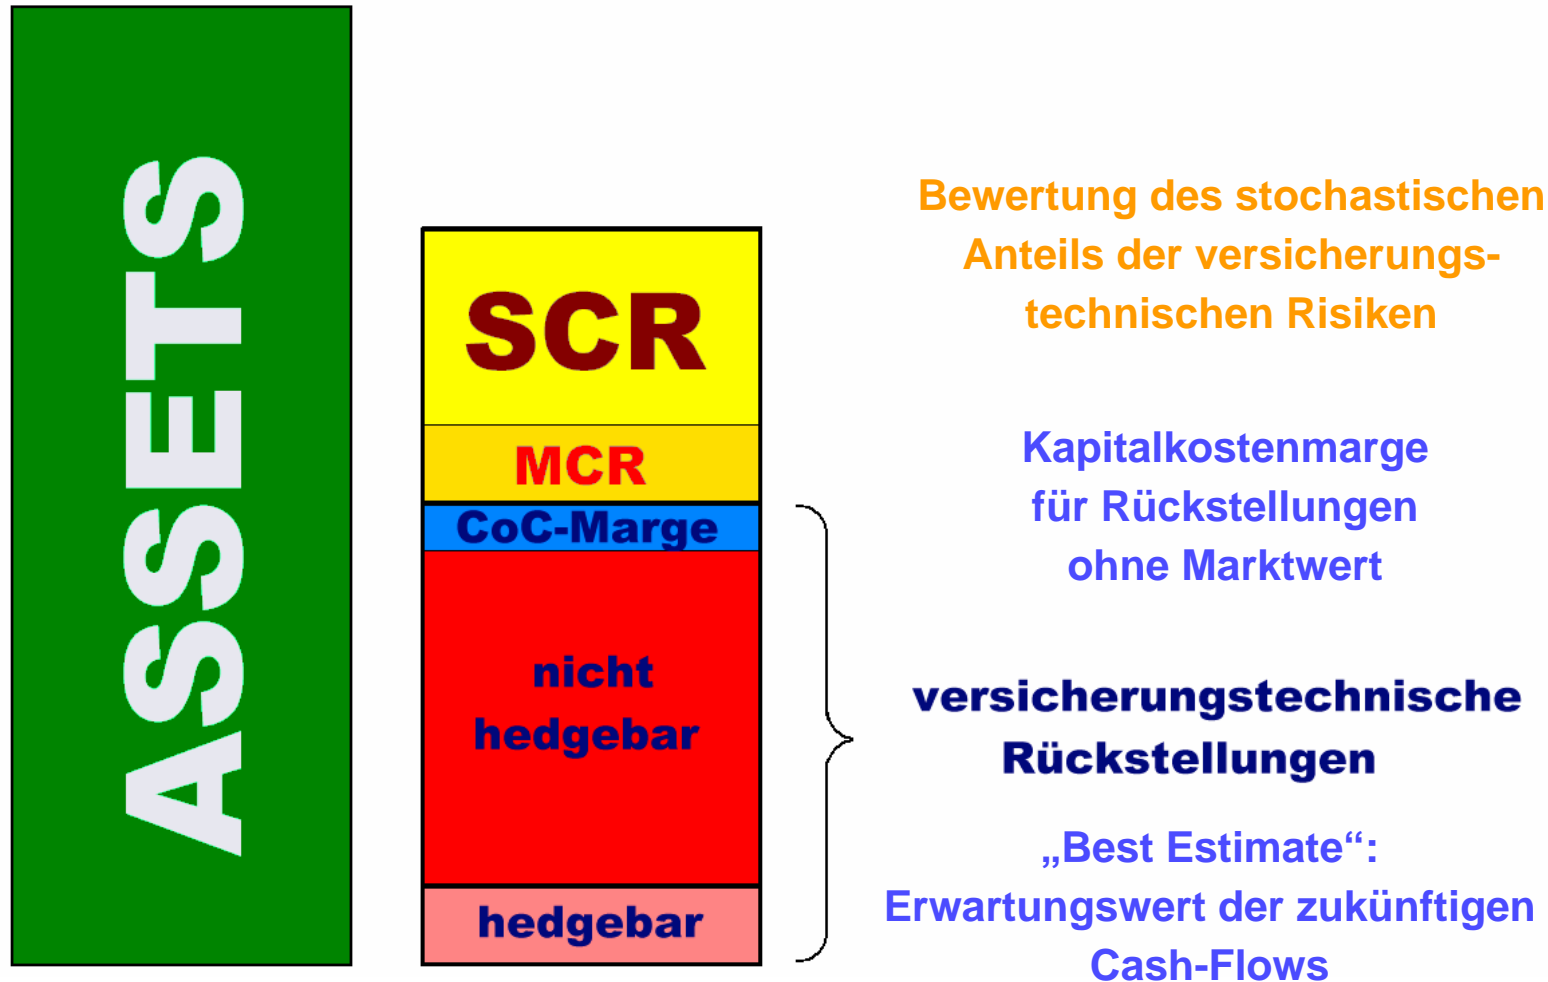 ASSETS
SCR
MCR
CoC-Marge
nicht
hedgebar
hedgebar
Bewertung des stochastischen
Anteils der versicherungs-
technischen Risiken
Kapitalkostenmarge
für Rückstellungen
ohne Marktwert
versicherungstechnische
Rückstellungen
„Best Estimate“:
Erwartungswert der zukünftigen
Cash-Flows